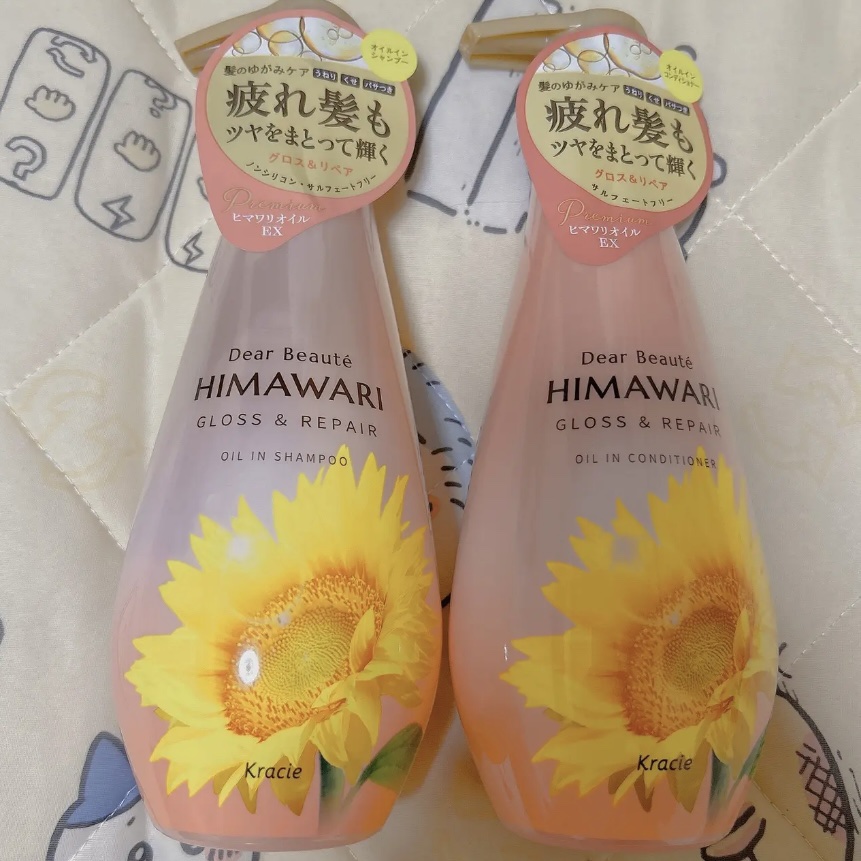 オイルイン
シャンプー
髪のゆがみケア うねり くせ パサつき
疲れ髪も
ツヤをまとって輝く
グロス&リペア
ノンシリコン・サルフェートフリー
Premium
ヒマワリオイル
EX
Dear Beauté
HIMAWARI
GLOSS & REPAIR
OIL IN SHAMPOO
Kracie
オイルイン
コンディショナー
髪のゆがみケア うねり くせ パサつき
疲れ髪も
ツヤをまとって輝く
グロス&リペア
サルフェートフリー
Premium
ヒマワリオイル
EX
Dear Beauté
HIMAWARI
GLOSS & REPAIR
OIL IN CONDITIONER
Kracie